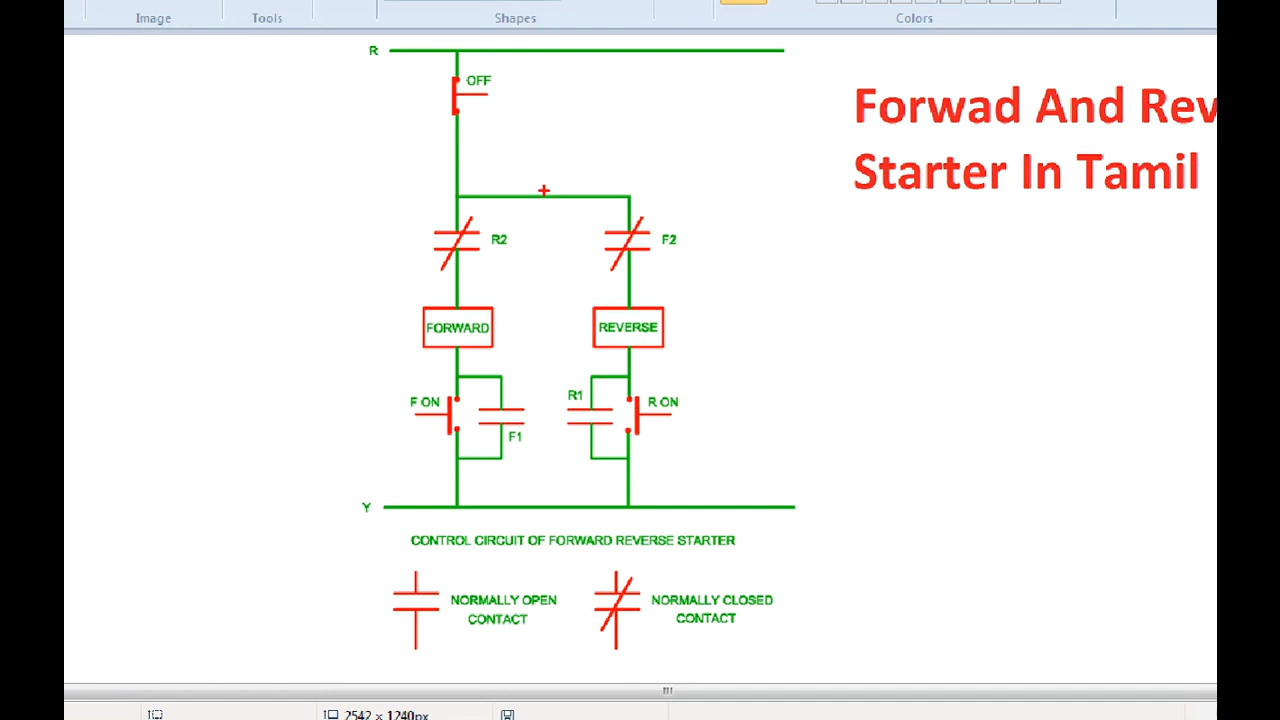 Image
Tools
Shapes
Colors
R
OFF
Forwad And Rev
Starter In Tamil
R2
F2
FORWARD
REVERSE
F ON
F1
R1
R ON
Y
CONTROL CIRCUIT OF FORWARD REVERSE STARTER
NORMALLY OPEN
CONTACT
NORMALLY CLOSED
CONTACT
2542 × 1240px